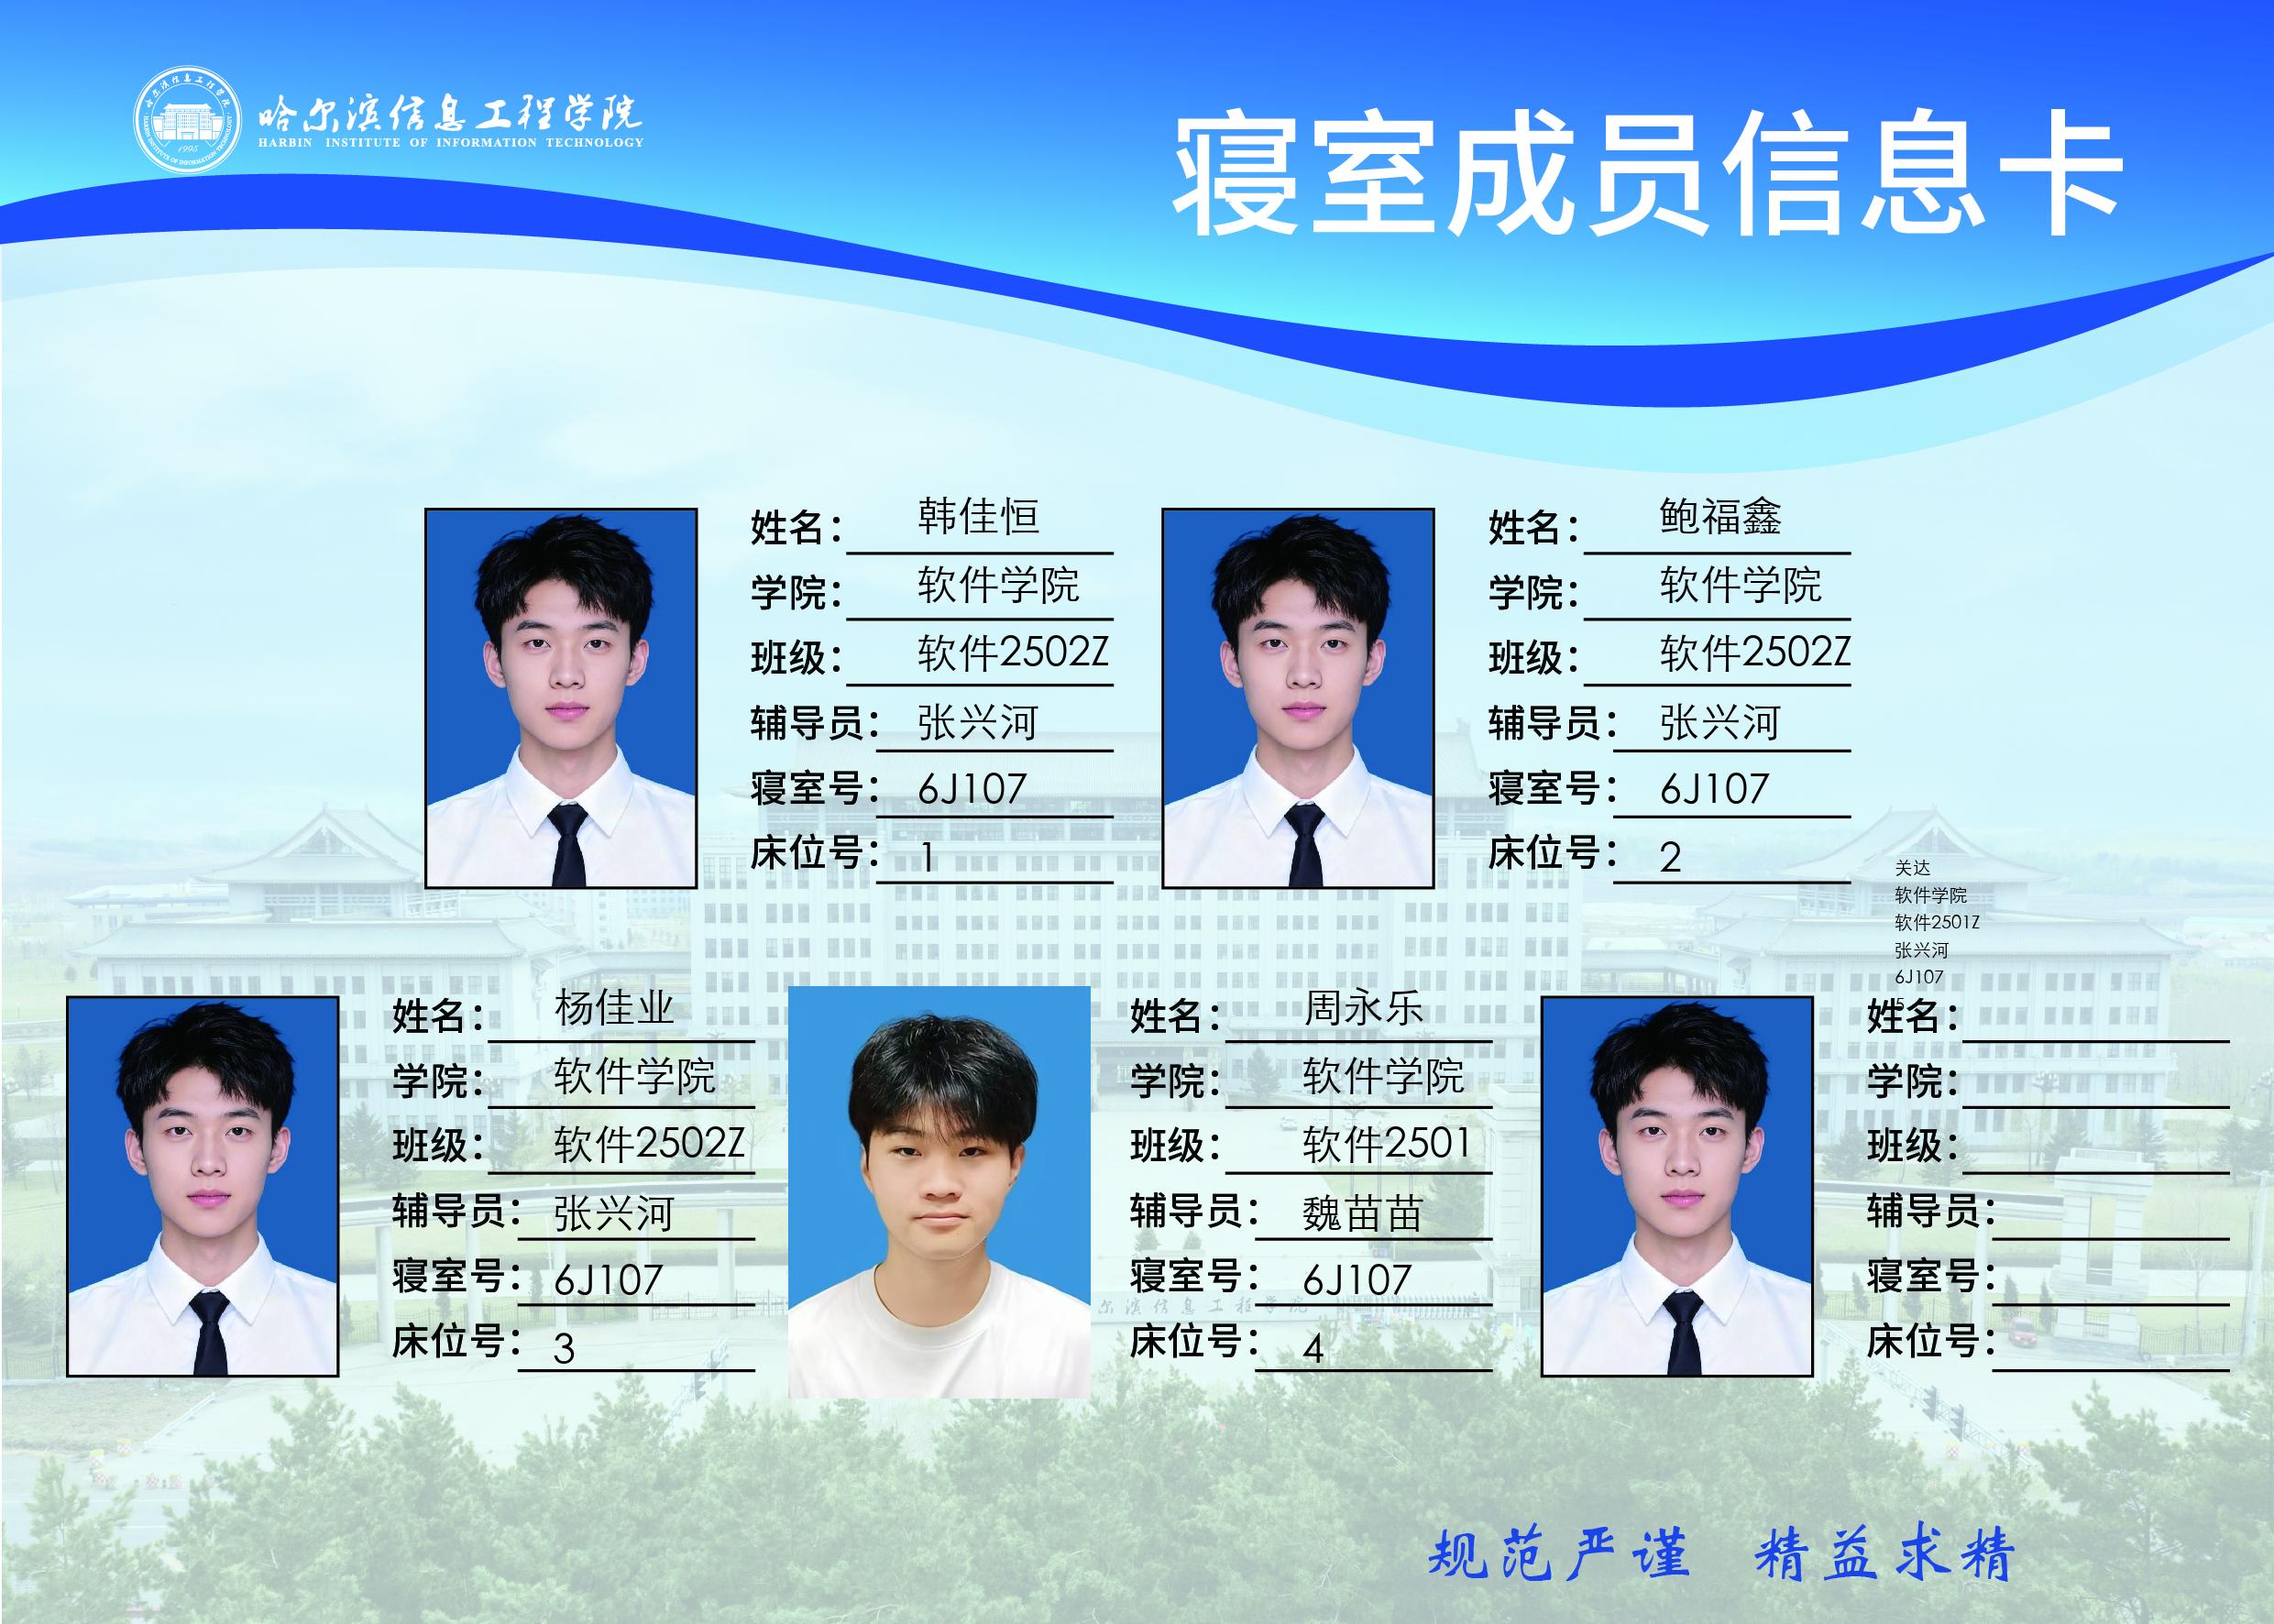 哈尔滨信息工程学院
HARBIN INSTITUTE OF INFORMATION TECHNOLOGY
1995
寝室成员信息卡
姓名： 韩佳恒
学院： 软件学院
班级： 软件2502Z
辅导员： 张兴河
寝室号： 6J107
床位号： 1
姓名： 鲍福鑫
学院： 软件学院
班级： 软件2502Z
辅导员： 张兴河
寝室号： 6J107
床位号： 2
关达
软件学院
软件2501Z
张兴河
6J107
5
姓名： 杨佳业
学院： 软件学院
班级： 软件2502Z
辅导员： 张兴河
寝室号： 6J107
床位号： 3
姓名： 周永乐
学院： 软件学院
班级： 软件2501
辅导员： 魏苗苗
寝室号： 6J107
床位号： 4
姓名：
学院：
班级：
辅导员：
寝室号：
床位号：
尔滨信息工程学院
规范严谨 精益求精